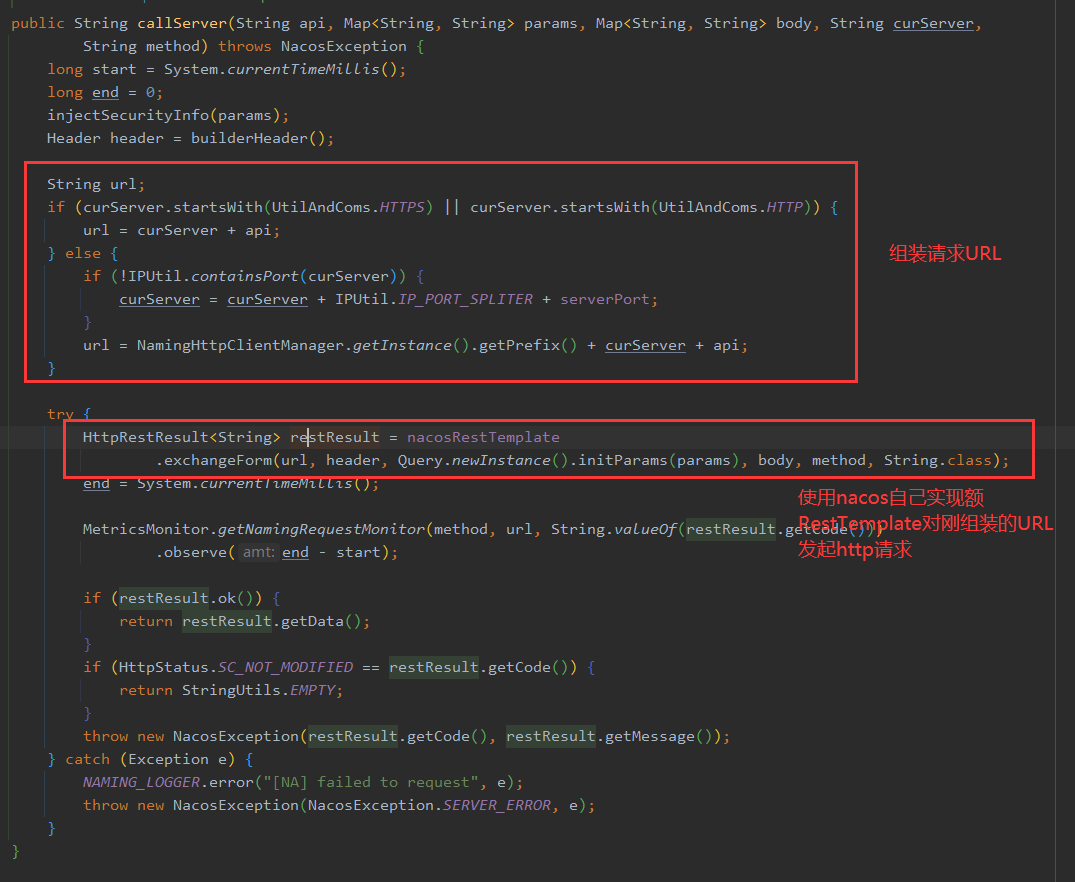 public String callServer(String api, Map<String, String> params, Map<String, String> body, String curServer,
        String method) throws NacosException {
    long start = System.currentTimeMillis();
    long end = 0;
    injectSecurityInfo(params);
    Header header = builderHeader();
    String url;
    if (curServer.startsWith(UtilAndComs.HTTPS) || curServer.startsWith(UtilAndComs.HTTP)) {
        url = curServer + api;
    } else {
        if (!IPUtil.containsPort(curServer)) {
            curServer = curServer + IPUtil.IP_PORT_SPLITER + serverPort;
        }
        url = NamingHttpClientManager.getInstance().getPrefix() + curServer + api;
    }
组装请求URL
    try {
        HttpRestResult<String> restResult = nacosRestTemplate
                .exchangeForm(url, header, Query.newInstance().initParams(params), body, method, String.class);
        end = System.currentTimeMillis();
        MetricsMonitor.getNamingRequestMonitor(method, url, String.valueOf(restResult.getCode()))
                .observe( amt: end - start);
使用nacos自己实现额
RestTemplate对刚组装的URL
发起http请求
        if (restResult.ok()) {
            return restResult.getData();
        }
        if (HttpStatus.SC_NOT_MODIFIED == restResult.getCode()) {
            return StringUtils.EMPTY;
        }
        throw new NacosException(restResult.getCode(), restResult.getMessage());
    } catch (Exception e) {
        NAMING_LOGGER.error("[NA] failed to request", e);
        throw new NacosException(NacosException.SERVER_ERROR, e);
    }
}